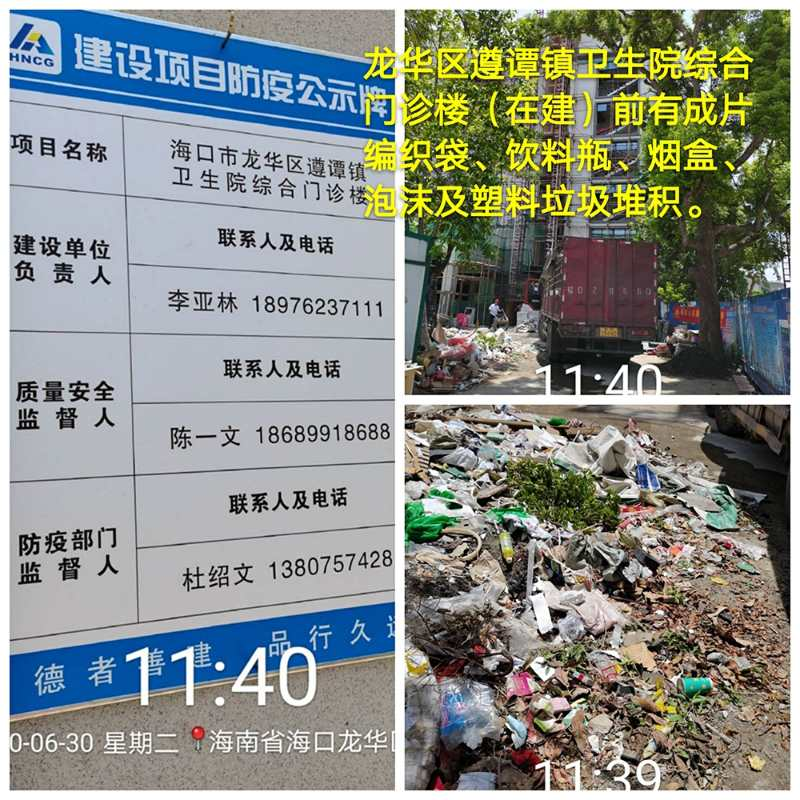 HNCG
建设项目防疫公示牌
项目名称
海口市龙华区遵谭镇
卫生院综合门诊楼
建设单位
负责人
联系人及电话
李亚林 18976237111
质量安全
监督人
联系人及电话
陈一文 18689918688
防疫部门
监督人
联系人及电话
杜绍文 13807557428
德者善建 品行久远
11:40
0-06-30 星期二 海南省海口龙华区
龙华区遵谭镇卫生院综合
门诊楼（在建）前有成片
编织袋、饮料瓶、烟盒、
泡沫及塑料垃圾堆积。
11:40
11:39